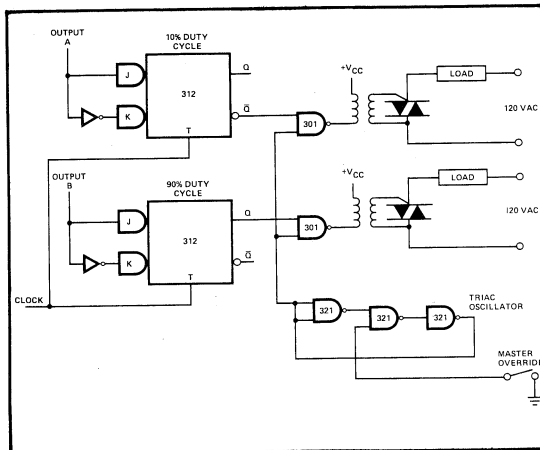 OUTPUT
A
10% DUTY
CYCLE
J
K
312
Q
Q̅
T
+VCC
301
LOAD
120 VAC
OUTPUT
B
90% DUTY
CYCLE
J
K
312
Q
Q̅
T
+VCC
301
LOAD
120 VAC
CLOCK
321
321
321
TRIAC
OSCILLATOR
MASTER
OVERRIDE